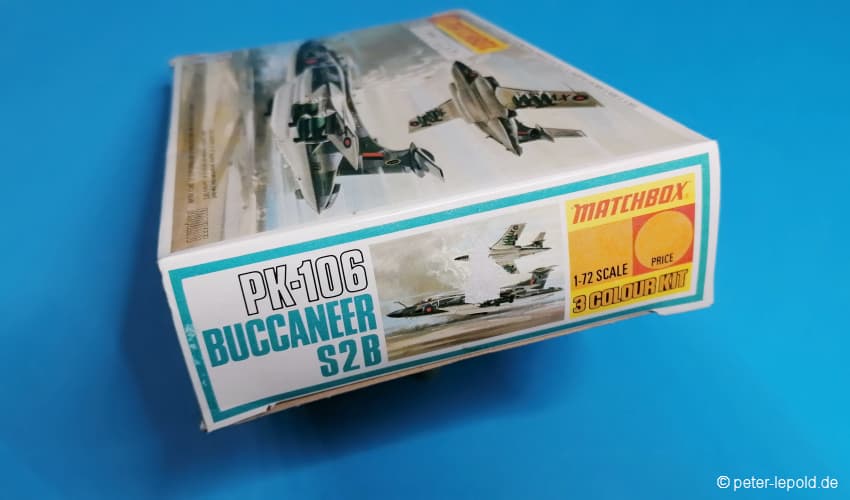 PK-106
BUCCANEER
S2B
MATCHBOX
PRICE
1-72 SCALE
3 COLOUR KIT
© peter-lepold.de